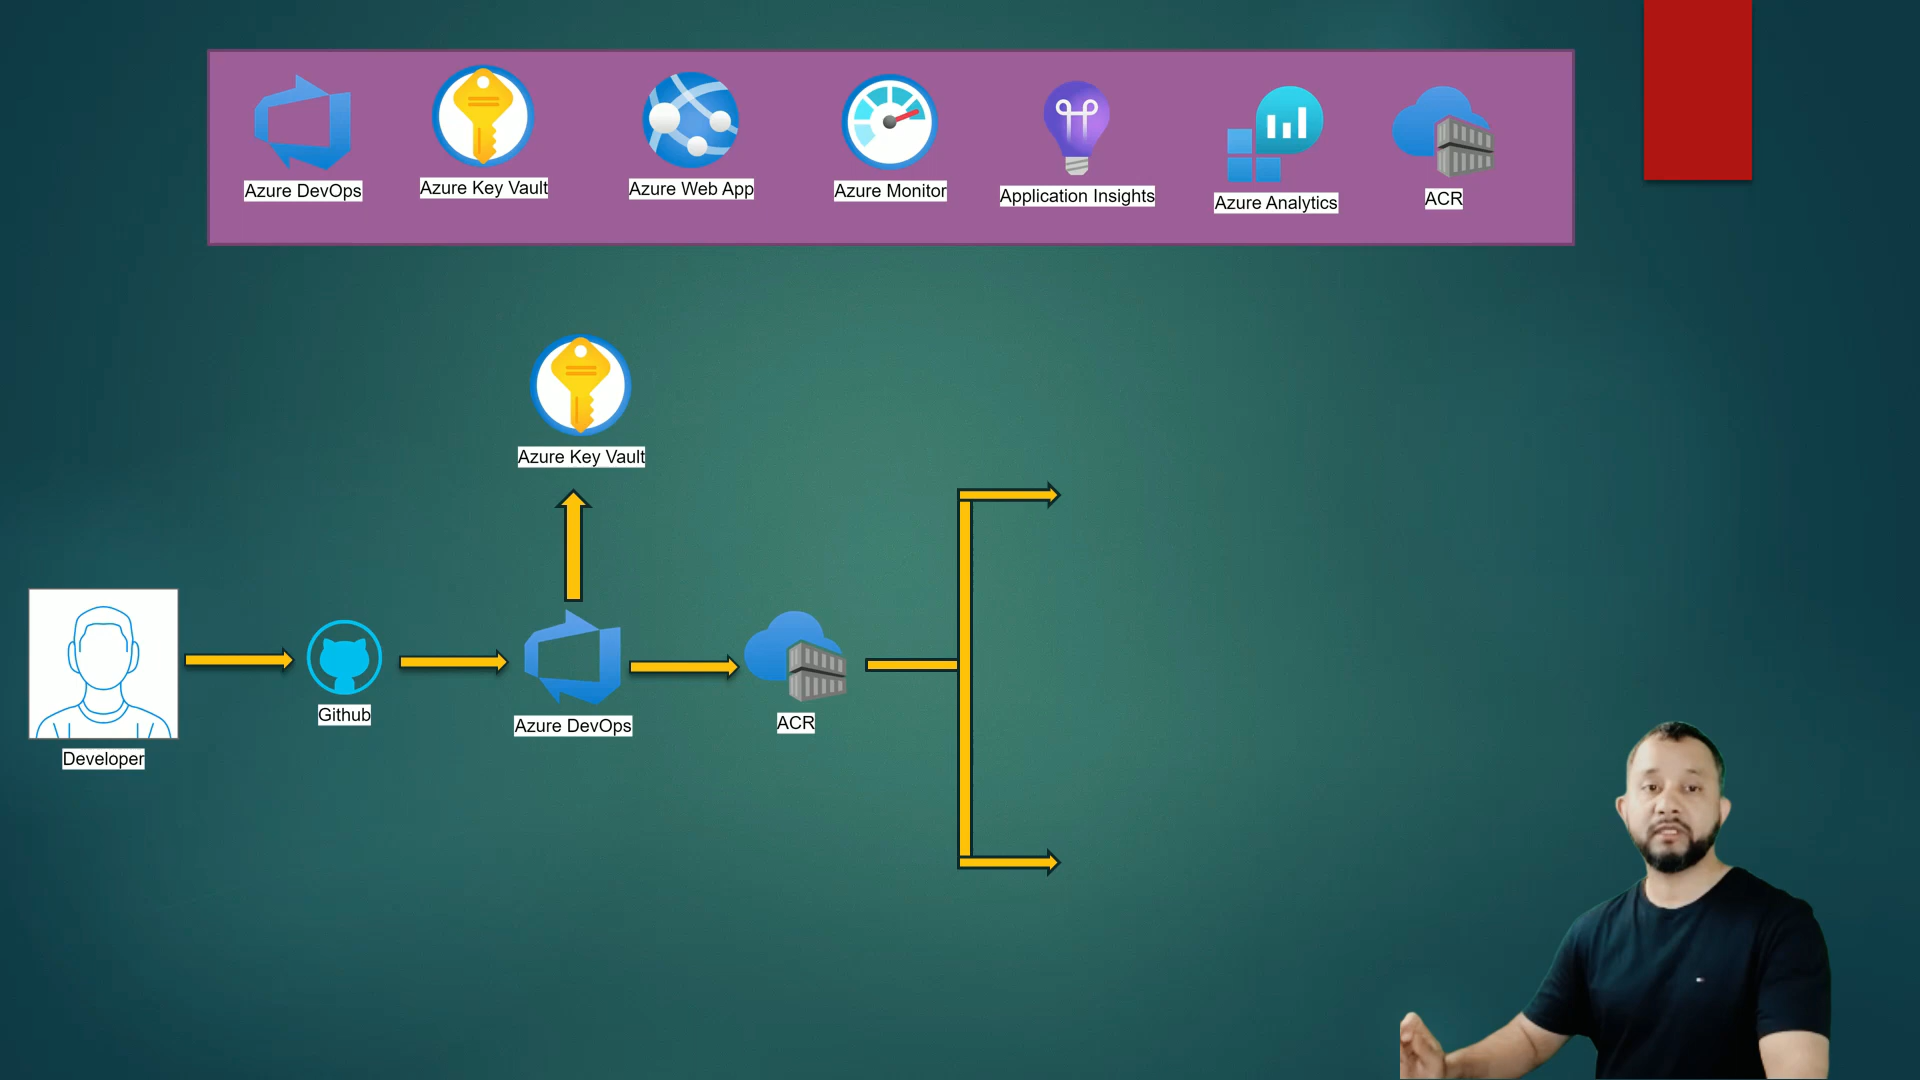 Azure DevOps
Azure Key Vault
Azure Web App
Azure Monitor
Application Insights
Azure Analytics
ACR
Azure Key Vault
Developer
Github
Azure DevOps
ACR